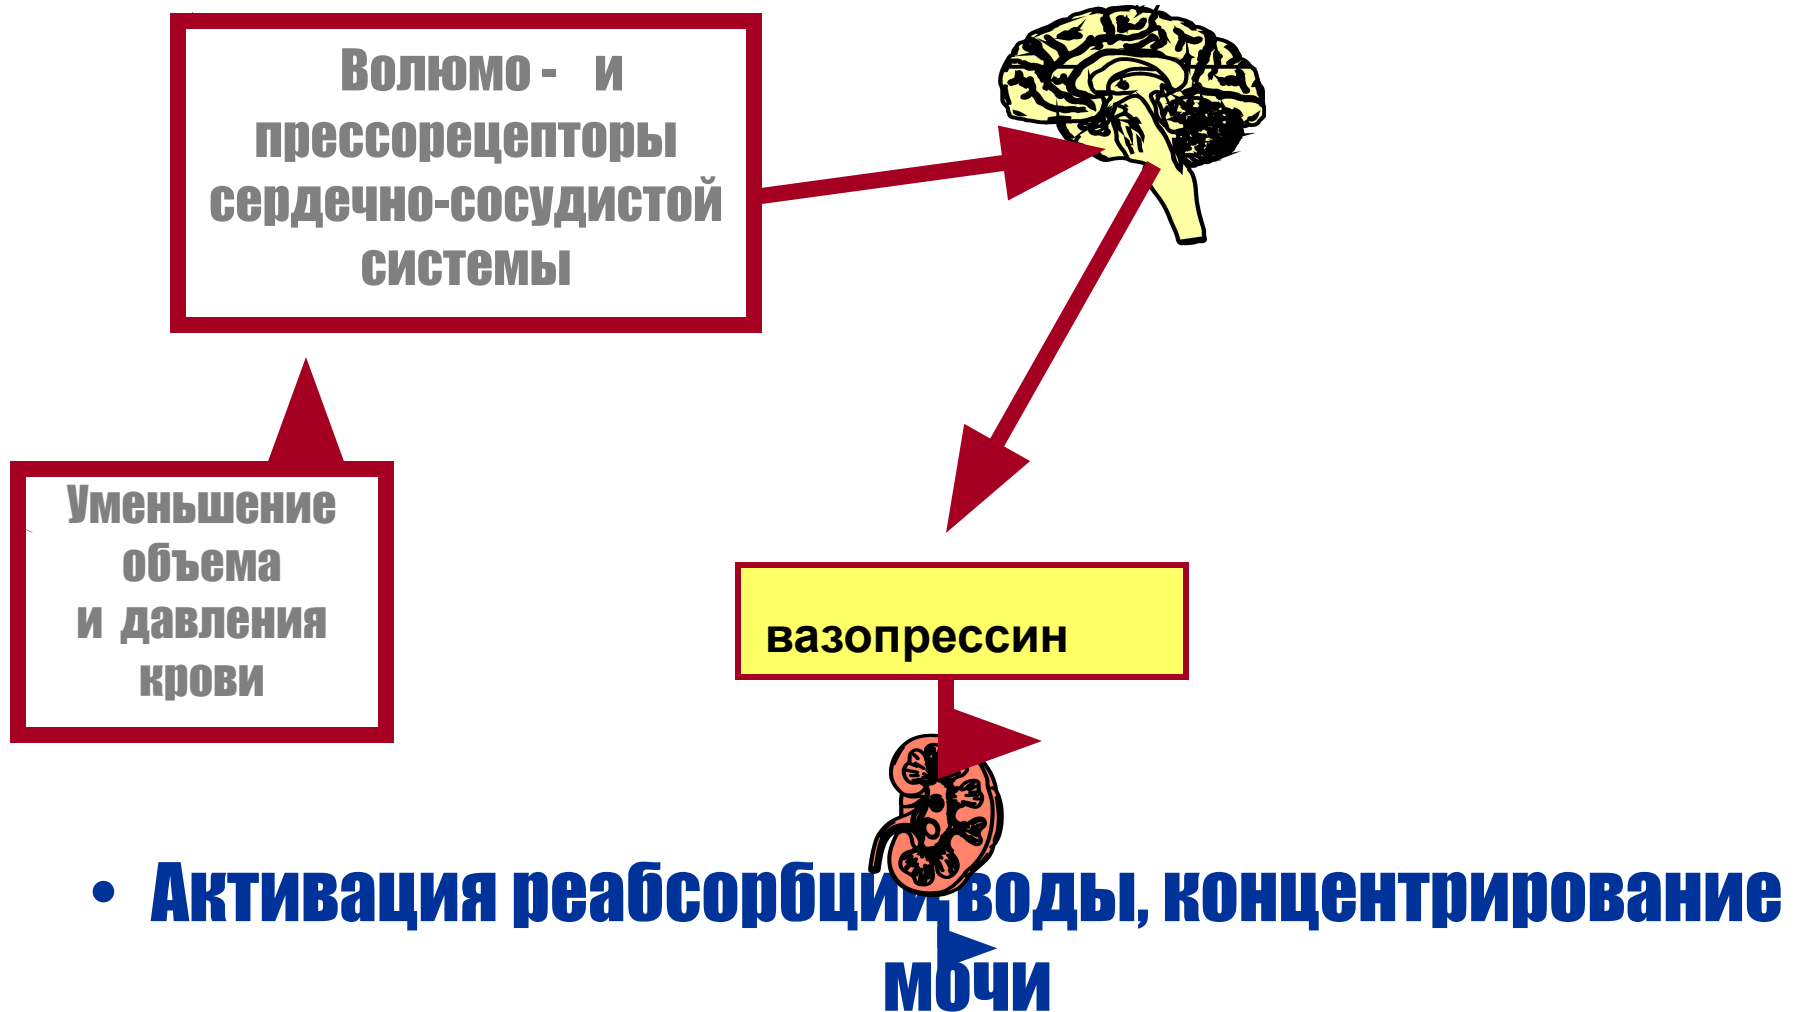 Волюмо - и
прессорецепторы
сердечно-сосудистой
системы
Уменьшение
объема
и давления
крови
вазопрессин
• Активация реабсорбции воды, концентрирование
мочи